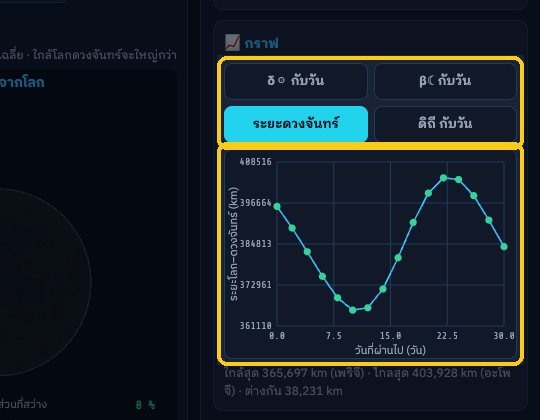 เฉลี่ย · ใกล้โลกดวงจันทร์จะใหญ่กว่า
จากโลก
ส่วนที่สว่าง 0 %
📈 กราฟ
δ☉ กับวัน
β☾ กับวัน
ระยะดวงจันทร์
ดิถี กับวัน
ระยะโลก–ดวงจันทร์ (km)
408516
396664
384813
372961
361110
0.0 7.5 15.0 22.5 30.0
วันที่ผ่านไป (วัน)
ใกล้สุด 365,697 km (เพริจี) · ไกลสุด 403,928 km (อะโพ
จี) · ต่างกัน 38,231 km